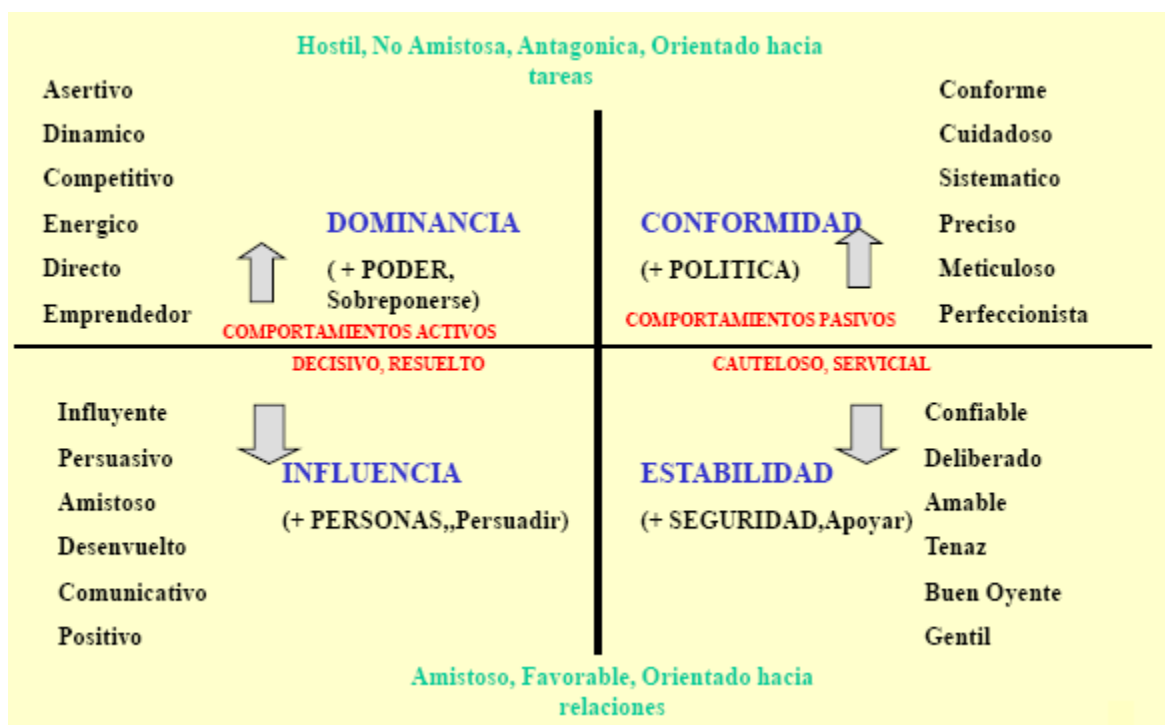 Hostil, No Amistosa, Antagonica, Orientado hacia
tareas
Asertivo
Dinamico
Competitivo
Energico
Directo
Emprendedor
DOMINANCIA
( + PODER,
Sobreponerse)
COMPORTAMIENTOS ACTIVOS
CONFORMIDAD
(+ POLITICA)
COMPORTAMIENTOS PASIVOS
Conforme
Cuidadoso
Sistematico
Preciso
Meticuloso
Perfeccionista
DECISIVO, RESUELTO
Influyente
Persuasivo
Amistoso
Desenvuelto
Comunicativo
Positivo
INFLUENCIA
(+ PERSONAS,,Persuadir)
CAUTELOSO, SERVICIAL
ESTABILIDAD
(+ SEGURIDAD,Apoyar)
Confiable
Deliberado
Amable
Tenaz
Buen Oyente
Gentil
Amistoso, Favorable, Orientado hacia
relaciones